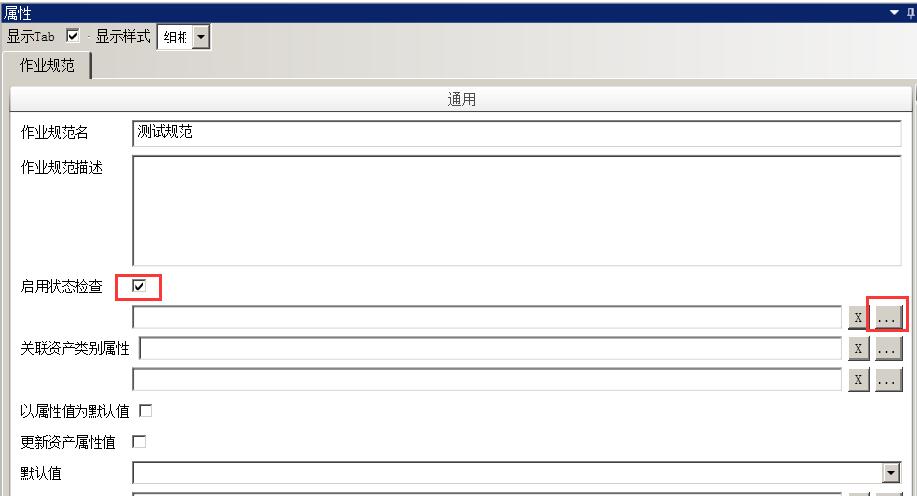 属性
显示Tab 显示样式 细
作业规范
通用
作业规范名 测试规范
作业规范描述
启用状态检查
X ...
关联资产类别属性 X ...
X ...
以属性值为默认值
更新资产属性值
默认值